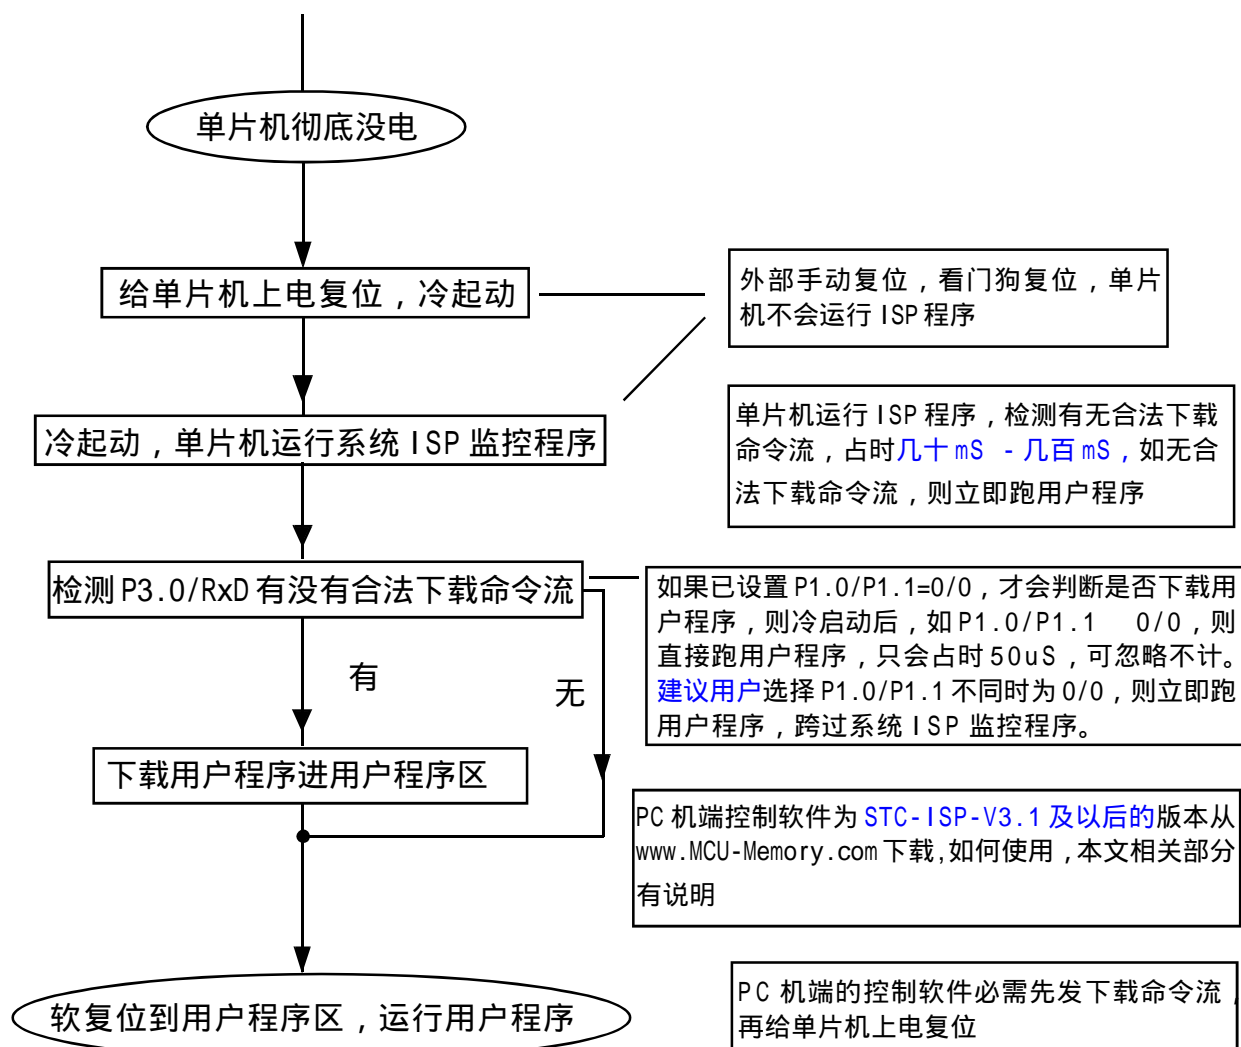 单片机彻底没电
给单片机上电复位，冷起动
外部手动复位，看门狗复位，单片
机不会运行 ISP 程序
冷起动，单片机运行系统 ISP 监控程序
单片机运行 ISP 程序，检测有无合法下载
命令流，占时几十 mS - 几百 mS，如无合
法下载命令流，则立即跑用户程序
检测 P3.0/RxD 有没有合法下载命令流
如果已设置 P1.0/P1.1=0/0，才会判断是否下载用
户程序，则冷启动后，如 P1.0/P1.1 0/0，则
直接跑用户程序，只会占时 50uS，可忽略不计。
建议用户选择 P1.0/P1.1 不同时为 0/0，则立即跑
用户程序，跨过系统 ISP 监控程序。
有
无
下载用户程序进用户程序区
PC 机端控制软件为 STC-ISP-V3.1 及以后的版本从
www.MCU-Memory.com 下载,如何使用，本文相关部分
有说明
软复位到用户程序区，运行用户程序
PC 机端的控制软件必需先发下载命令流，
再给单片机上电复位